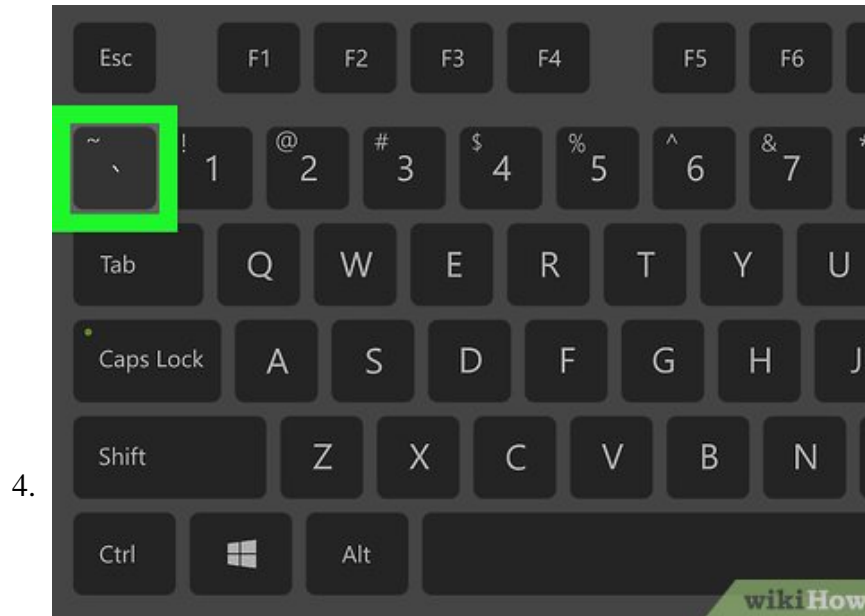 Esc F1 F2 F3 F4 F5 F6
~ ! @ # $ % ^ & *
` 1 2 3 4 5 6 7
Tab Q W E R T Y U
Caps Lock A S D F G H J
Shift Z X C V B N
4.
Ctrl Alt
wikiHow